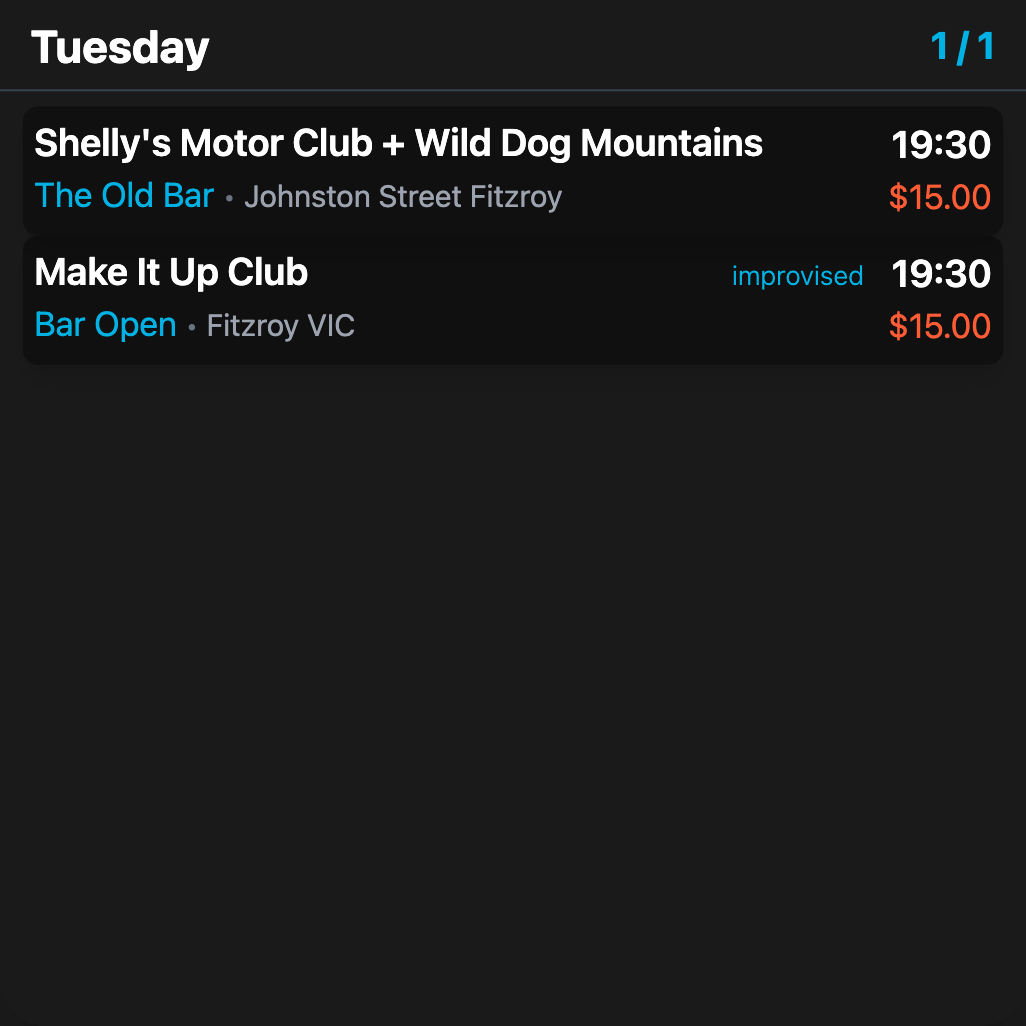 Tuesday 1 / 1
Shelly's Motor Club + Wild Dog Mountains 19:30
The Old Bar • Johnston Street Fitzroy $15.00
Make It Up Club improvised 19:30
Bar Open • Fitzroy VIC $15.00